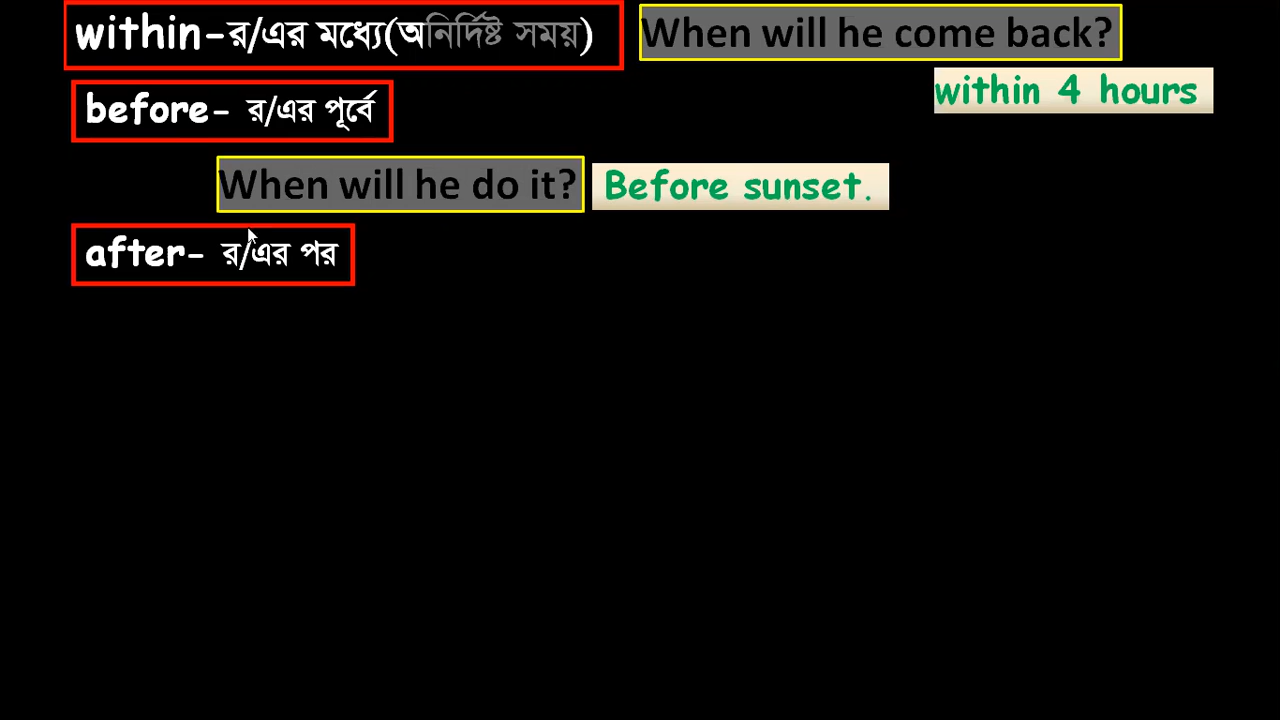 within-র/এর মধ্যে(অনির্দিষ্ট সময়) When will he come back?
within 4 hours
before- র/এর পূর্বে
When will he do it? Before sunset.
after- র/এর পর